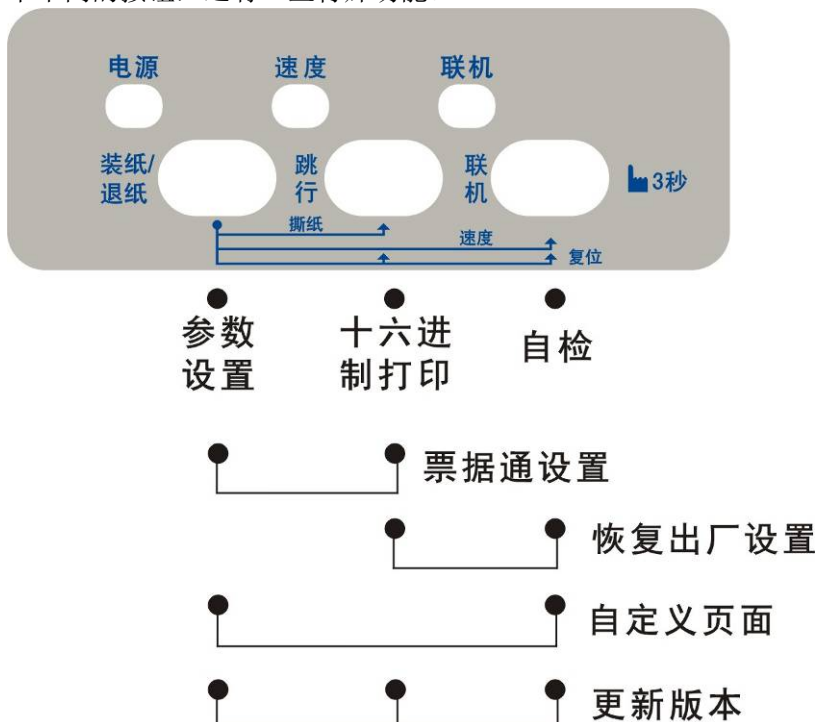 电源 速度 联机
装纸/ 跳 联
退纸 行 机 3秒
撕纸
速度
复位
参数 十六进 自检
设置 制打印
票据通设置
恢复出厂设置
自定义页面
更新版本